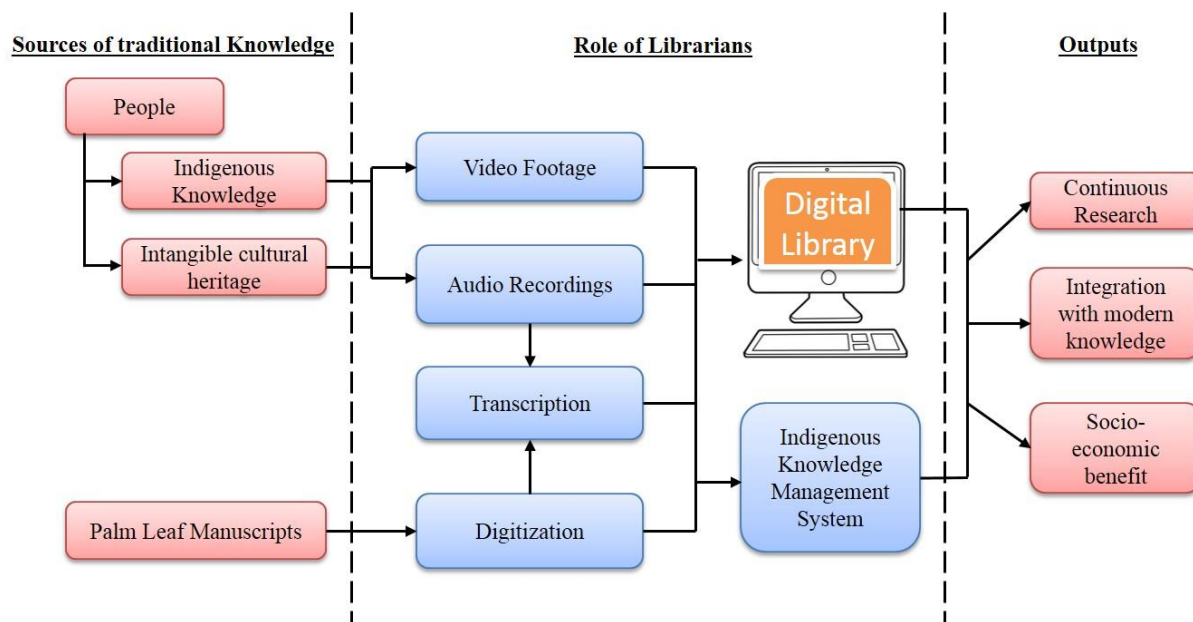 Sources of traditional Knowledge
Role of Librarians
Outputs
People
Indigenous
Knowledge
Intangible cultural
heritage
Palm Leaf Manuscripts
Video Footage
Audio Recordings
Transcription
Digitization
Digital
Library
Indigenous
Knowledge
Management
System
Continuous
Research
Integration
with modern
knowledge
Socio-
economic
benefit